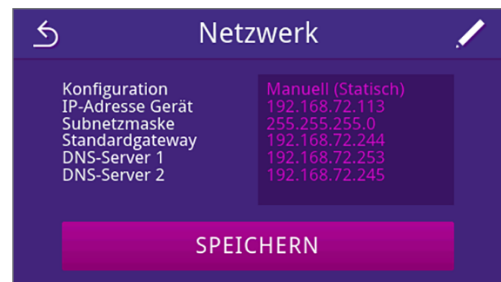 Netzwerk
Konfiguration Manuell (Statisch)
IP-Adresse Gerät 192.168.72.113
Subnetzmaske 255.255.255.0
Standardgateway 192.168.72.244
DNS-Server 1 192.168.72.253
DNS-Server 2 192.168.72.245
SPEICHERN